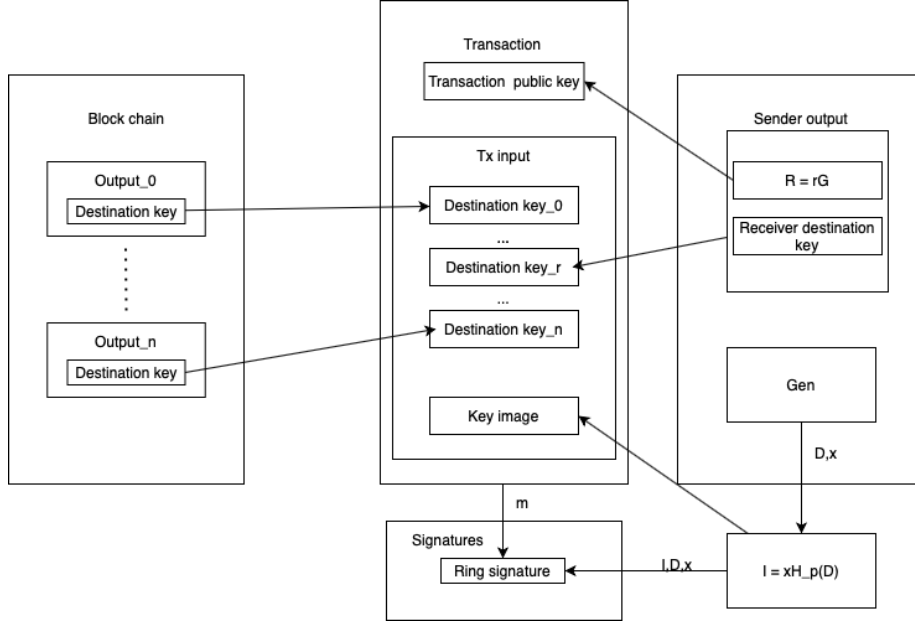 Block chain
Output_0
Destination key
Output_n
Destination key
Transaction
Transaction public key
Tx input
Destination key_0
...
Destination key_r
...
Destination key_n
Key image
m
Signatures
Ring signature
Sender output
R = rG
Receiver destination
key
Gen
D,x
I = xH_p(D)
I,D,x